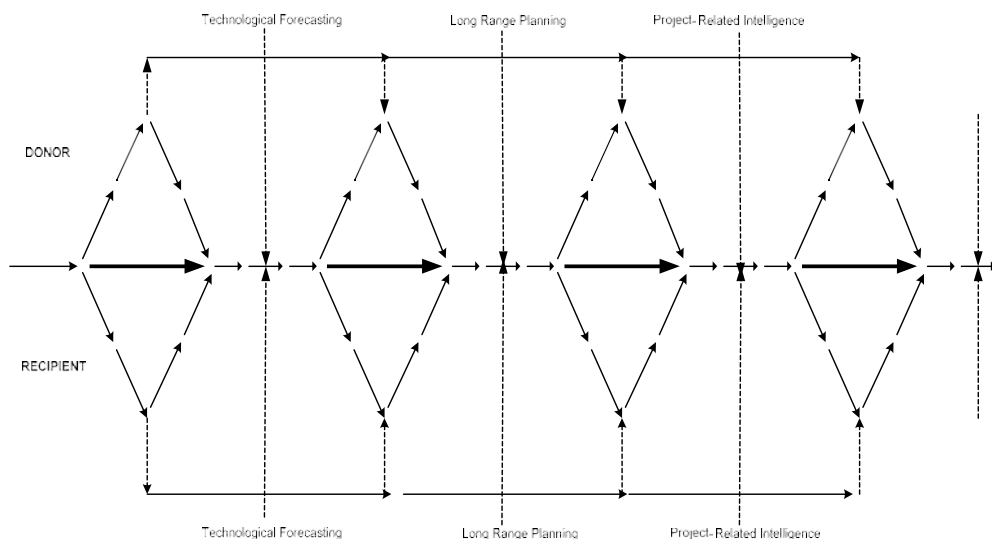 Technological Forecasting
Long Range Planning
Project-Related Intelligence
DONOR
RECIPIENT
Technological Forecasting
Long Range Planning
Project-Related Intelligence